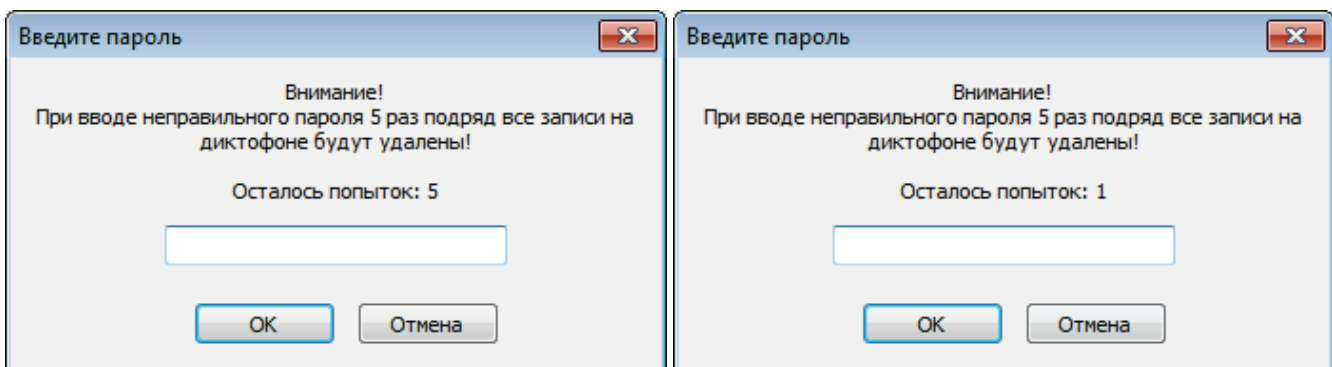 Введите пароль
Внимание!
При вводе неправильного пароля 5 раз подряд все записи на
диктофоне будут удалены!
Осталось попыток: 5
OK Отмена
Введите пароль
Внимание!
При вводе неправильного пароля 5 раз подряд все записи на
диктофоне будут удалены!
Осталось попыток: 1
OK Отмена